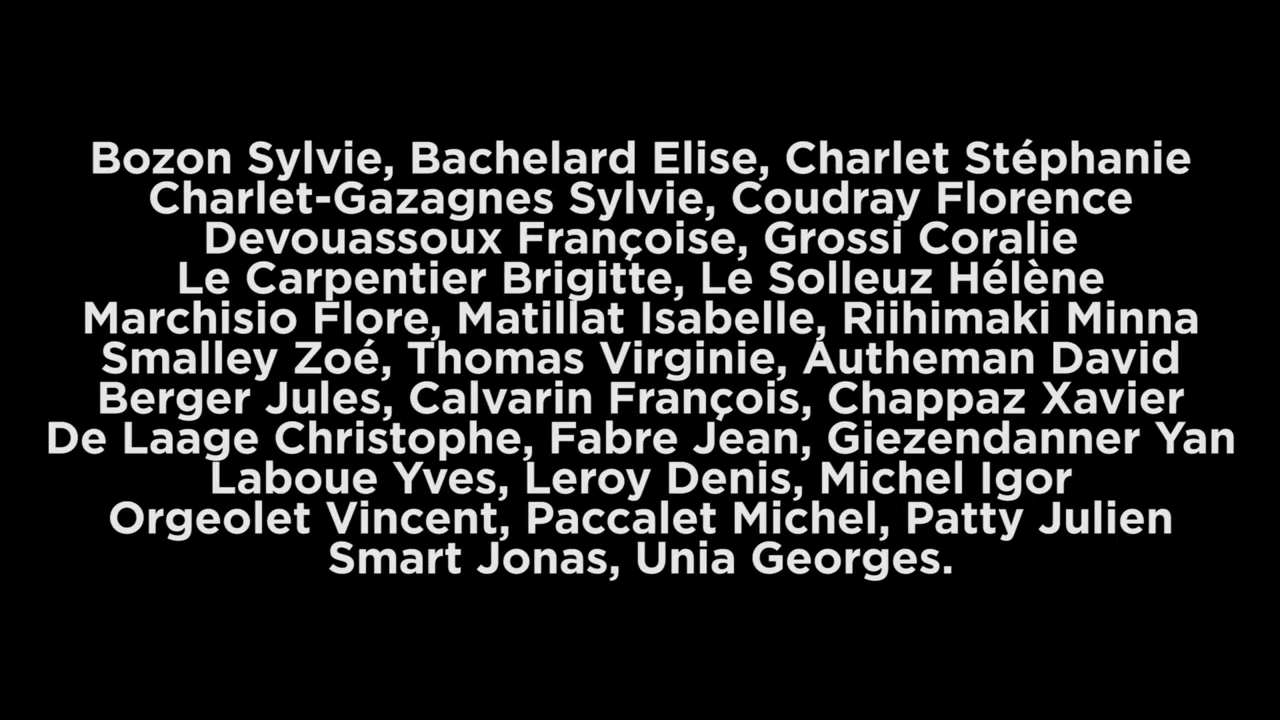 Bozon Sylvie, Bachelard Elise, Charlet Stéphanie
Charlet-Gazagnes Sylvie, Coudray Florence
Devouassoux Françoise, Grossi Coralie
Le Carpentier Brigitte, Le Solleuz Hélène
Marchisio Flore, Matillat Isabelle, Riihimaki Minna
Smalley Zoé, Thomas Virginie, Autheman David
Berger Jules, Calvarin François, Chappaz Xavier
De Laage Christophe, Fabre Jean, Giezendanner Yan
Laboue Yves, Leroy Denis, Michel Igor
Orgeolet Vincent, Paccalet Michel, Patty Julien
Smart Jonas, Unia Georges.